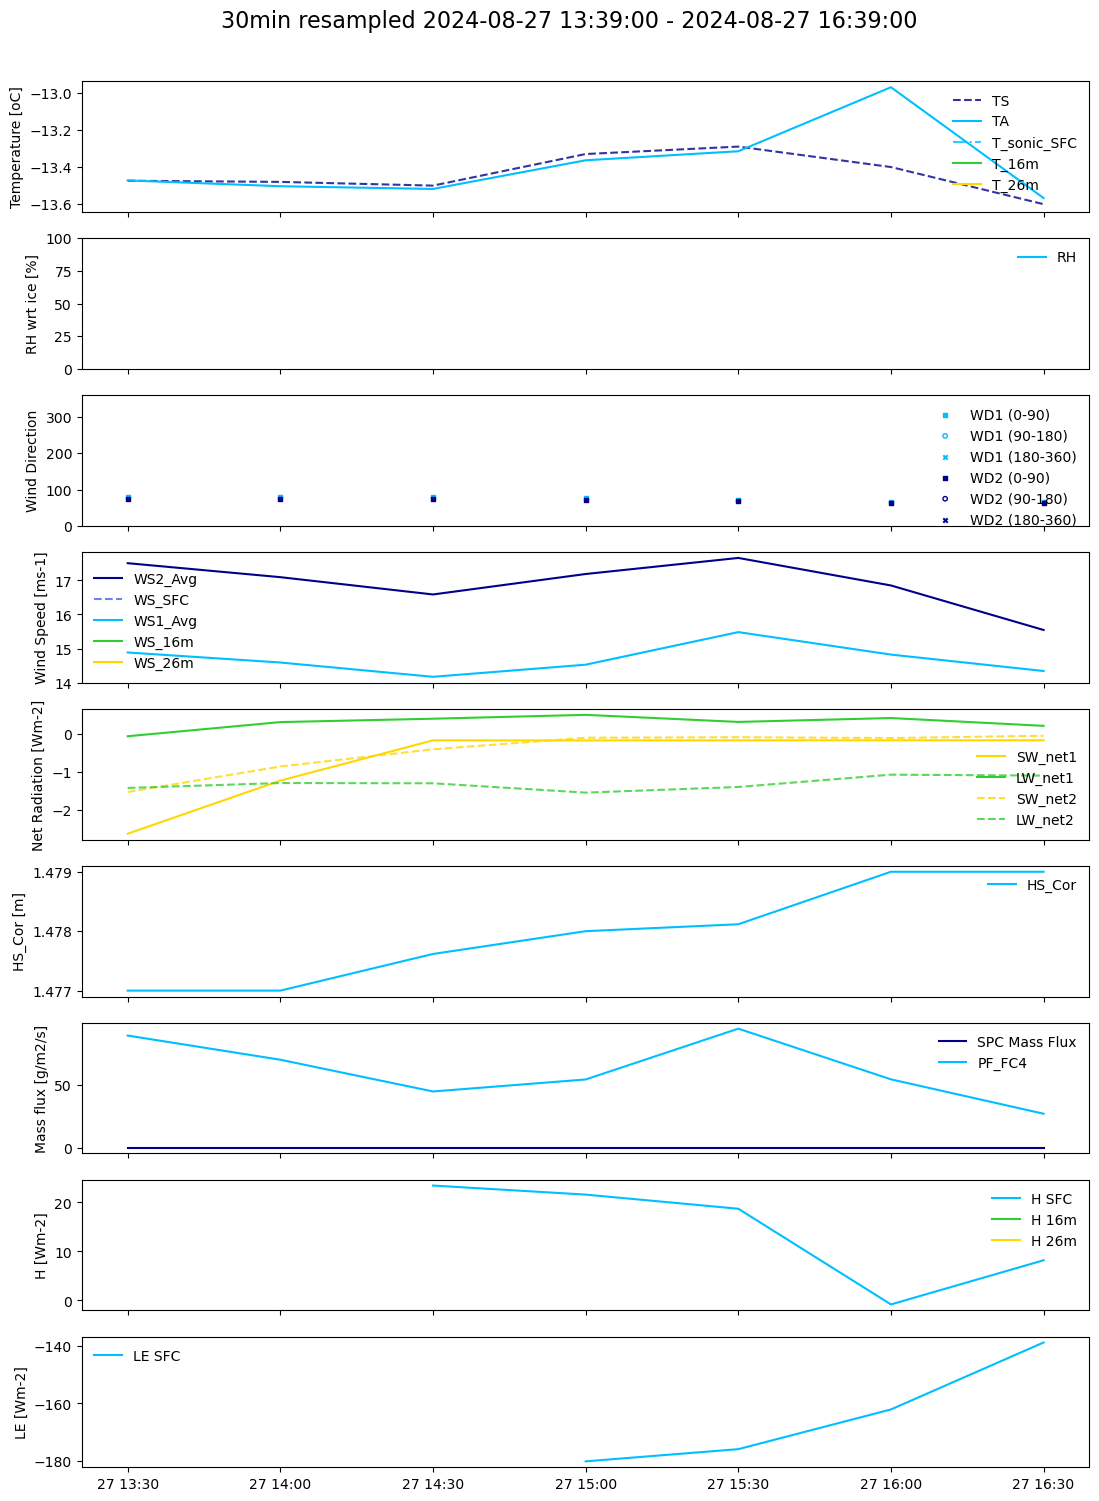 30min resampled 2024-08-27 13:39:00 - 2024-08-27 16:39:00
Temperature [oC]
−13.0
−13.2
−13.4
−13.6
TS
TA
T_sonic_SFC
T_16m
T_26m
RH wrt ice [%]
100
75
50
25
0
RH
Wind Direction
300
200
100
0
WD1 (0-90)
WD1 (90-180)
WD1 (180-360)
WD2 (0-90)
WD2 (90-180)
WD2 (180-360)
Wind Speed [ms-1]
17
16
15
14
WS2_Avg
WS_SFC
WS1_Avg
WS_16m
WS_26m
Net Radiation [Wm-2]
0
−1
−2
SW_net1
LW_net1
SW_net2
LW_net2
HS_Cor [m]
1.479
1.478
1.477
HS_Cor
Mass flux [g/m2/s]
50
0
SPC Mass Flux
PF_FC4
H [Wm-2]
20
10
0
H SFC
H 16m
H 26m
LE [Wm-2]
−140
−160
−180
LE SFC
27 13:30 27 14:00 27 14:30 27 15:00 27 15:30 27 16:00 27 16:30